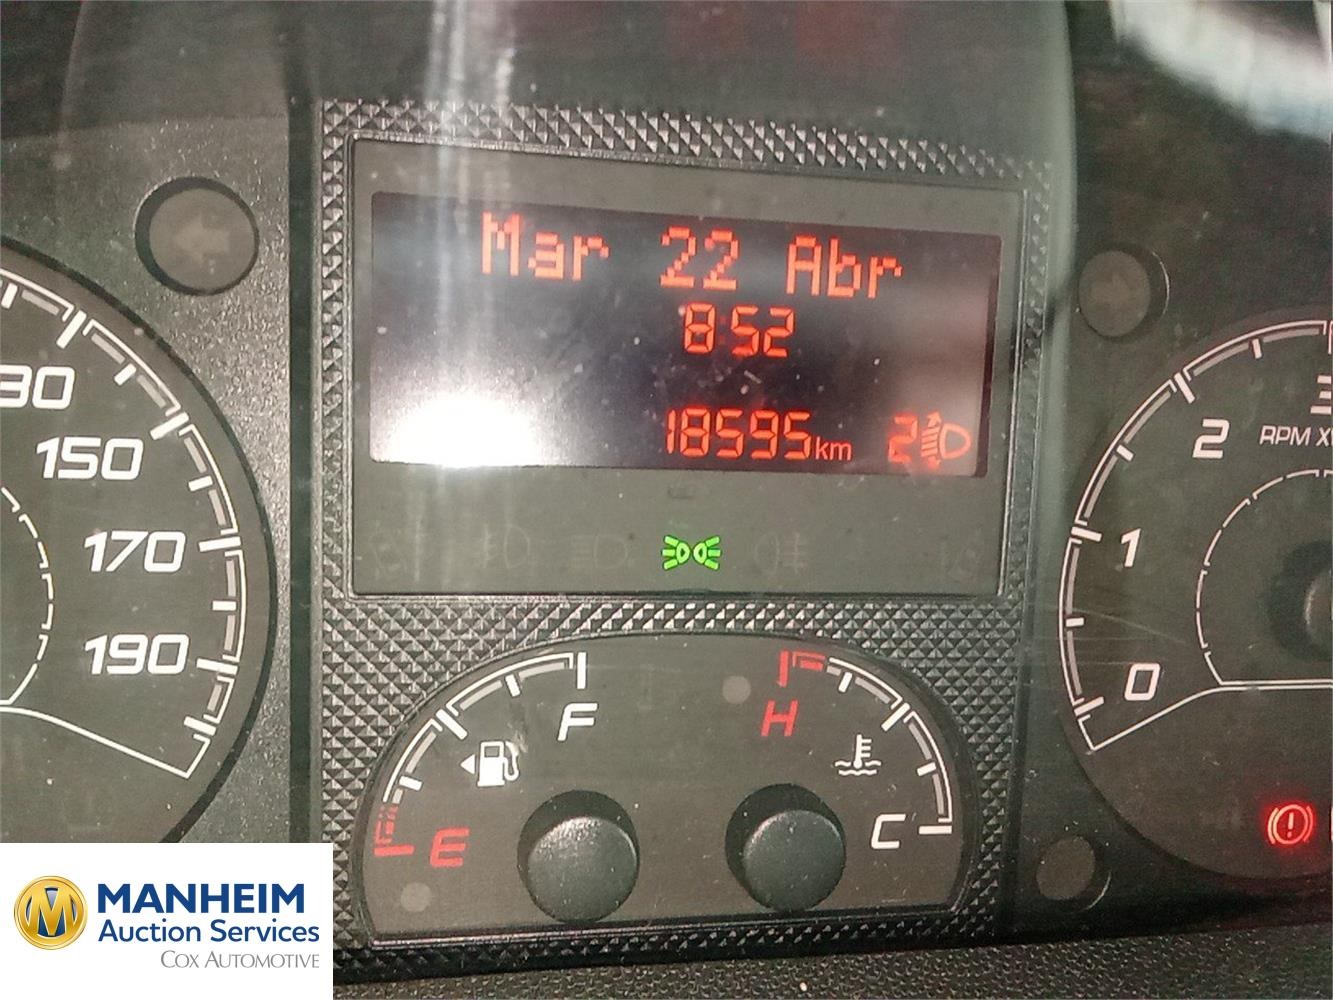 Mar 22 Abr
8:52
18595km
2
150
170
190
2
RPM
1
0
F
H
E
C
MANHEIM
Auction Services
COX AUTOMOTIVE